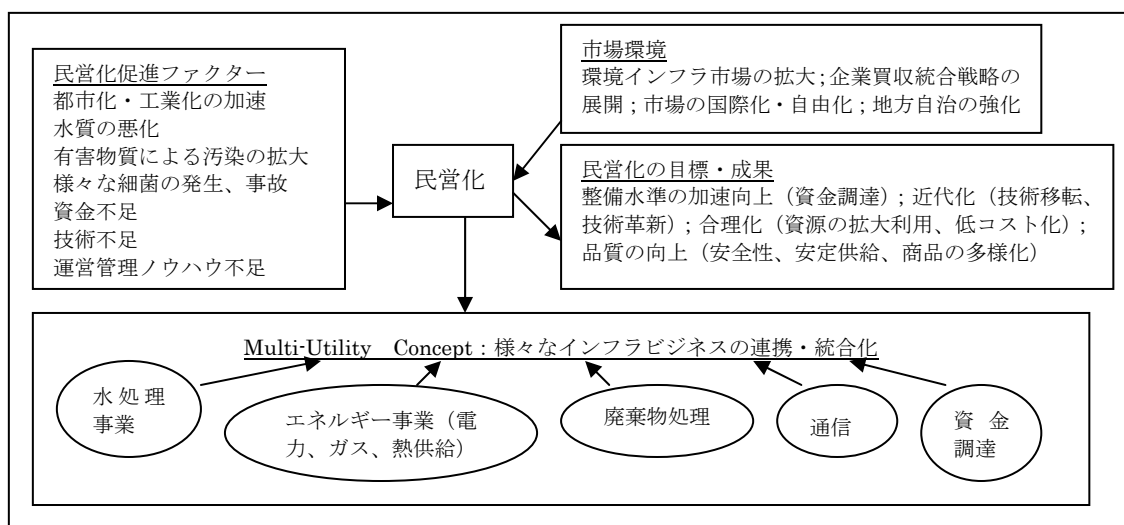 民営化促進ファクター
都市化・工業化の加速
水質の悪化
有害物質による汚染の拡大
様々な細菌の発生、事故
資金不足
技術不足
運営管理ノウハウ不足
民営化
市場環境
環境インフラ市場の拡大；企業買収統合戦略の
展開；市場の国際化・自由化；地方自治の強化
民営化の目標・成果
整備水準の加速向上（資金調達）；近代化（技術移転、
技術革新）；合理化（資源の拡大利用、低コスト化）；
品質の向上（安全性、安定供給、商品の多様化）
Multi-Utility Concept：様々なインフラビジネスの連携・統合化
水処理
事業
エネルギー事業（電
力、ガス、熱供給）
廃棄物処理
通信
資金
調達